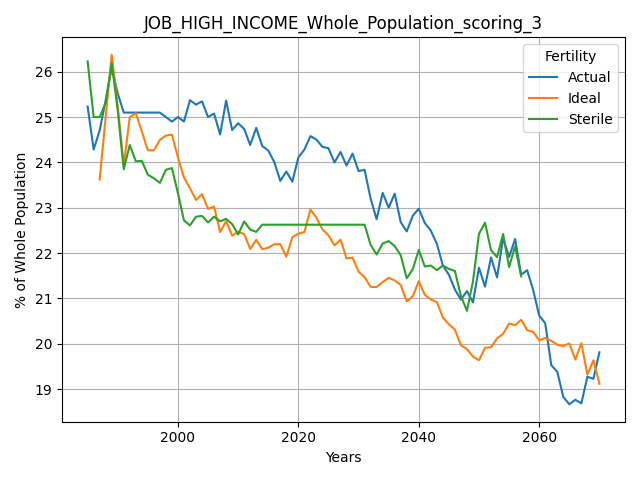 JOB_HIGH_INCOME_Whole_Population_scoring_3
Fertility
Actual
Ideal
Sterile
% of Whole Population
26
25
24
23
22
21
20
19
2000
2020
2040
2060
Years